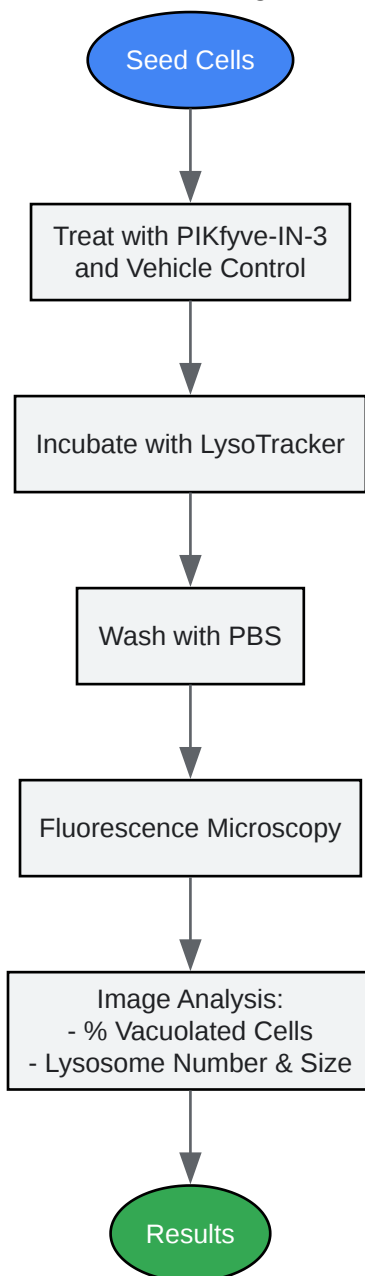 Seed Cells
Treat with PIKfyve-IN-3
and Vehicle Control
Incubate with LysoTracker
Wash with PBS
Fluorescence Microscopy
Image Analysis:
- % Vacuolated Cells
- Lysosome Number & Size
Results